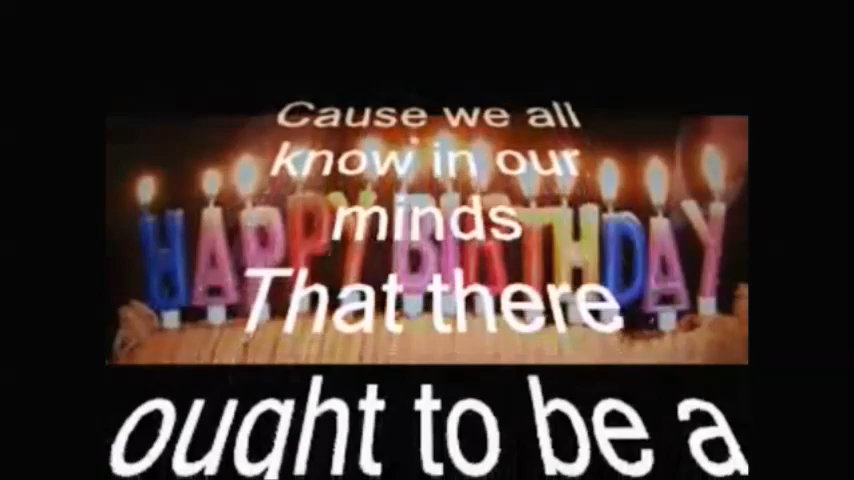 Cause we all
know in our
minds
HAPPY BIRTHDAY
That there
ought to be a